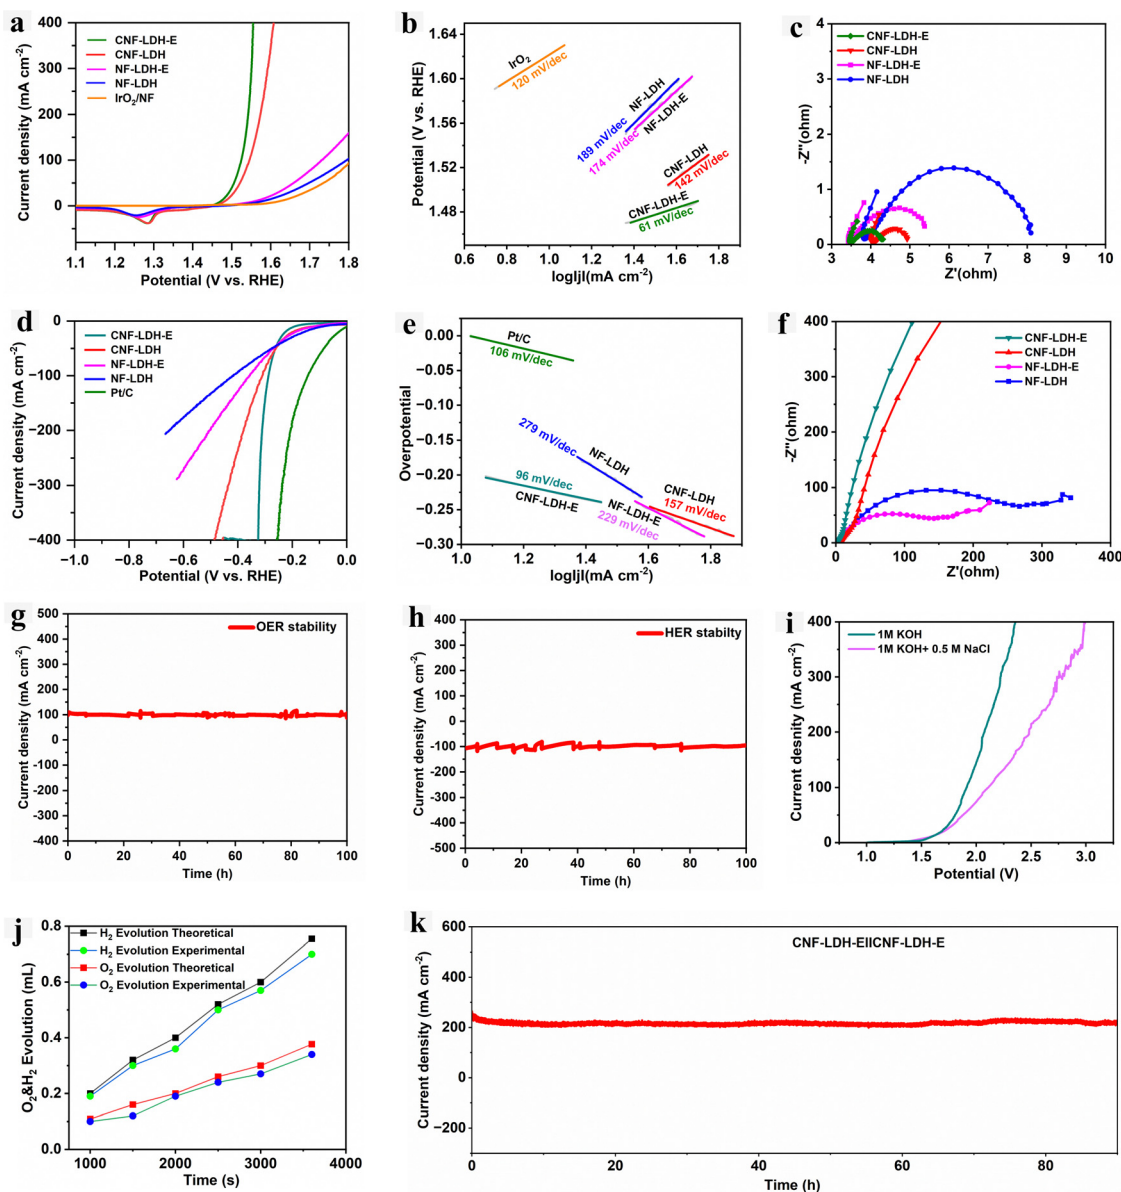 a
400
300
200
100
0
1.1 1.2 1.3 1.4 1.5 1.6 1.7 1.8
Current density (mA cm-2)
Potential (V vs. RHE)
CNF-LDH-E
CNF-LDH
NF-LDH-E
NF-LDH
IrO2/NF
b
1.64
1.60
1.56
1.52
1.48
0.6 0.8 1.0 1.2 1.4 1.6 1.8 2.0
Potential (V vs. RHE)
logIjI(mA cm-2)
IrO2
120 mV/dec
NF-LDH
189 mV/dec
NF-LDH-E
174 mV/dec
CNF-LDH
142 mV/dec
CNF-LDH-E
61 mV/dec
c
-4
-3
-2
4
3
2
1
0
3 4 5 6 7 8 9 10
-Z''(ohm)
Z'(ohm)
CNF-LDH-E
CNF-LDH
NF-LDH-E
NF-LDH
d
0
−100
−200
−300
−400
−1.0 −0.8 −0.6 −0.4 −0.2 0.0
Current density (mA cm-2)
Potential (V vs. RHE)
CNF-LDH-E
CNF-LDH
NF-LDH-E
NF-LDH
Pt/C
e
0.00
−0.05
−0.10
−0.15
−0.20
−0.25
−0.30
1.0 1.2 1.4 1.6 1.8
Overpotential
logIjI(mA cm-2)
Pt/C
106 mV/dec
279 mV/dec
NF-LDH
96 mV/dec
CNF-LDH-E
NF-LDH-E
229 mV/dec
CNF-LDH
157 mV/dec
f
400
300
200
100
0
0 100 200 300 400
-Z''(ohm)
Z'(ohm)
CNF-LDH-E
CNF-LDH
NF-LDH-E
NF-LDH
g
500
400
300
200
100
0
-100
-200
-300
-400
0 20 40 60 80 100
Current density (mA cm-2)
Time (h)
OER stability
h
400
300
200
100
0
-100
-200
-300
-400
-500
0 20 40 60 80 100
Current density (mA cm-2)
Time (h)
HER stabilty
i
400
300
200
100
0
1.0 1.5 2.0 2.5 3.0
Current desnity (mA cm-2)
Potential (V)
1M KOH
1M KOH+ 0.5 M NaCl
j
0.8
0.6
0.4
0.2
0.0
1000 2000 3000 4000
O2&H2 Evolution (mL)
Time (s)
H2 Evolution Theoretical
H2 Evolution Experimental
O2 Evolution Theoretical
O2 Evolution Experimental
k
600
400
200
0
−200
0 20 40 60 80
Current density (mA cm-2)
Time (h)
CNF-LDH-EIICNF-LDH-E